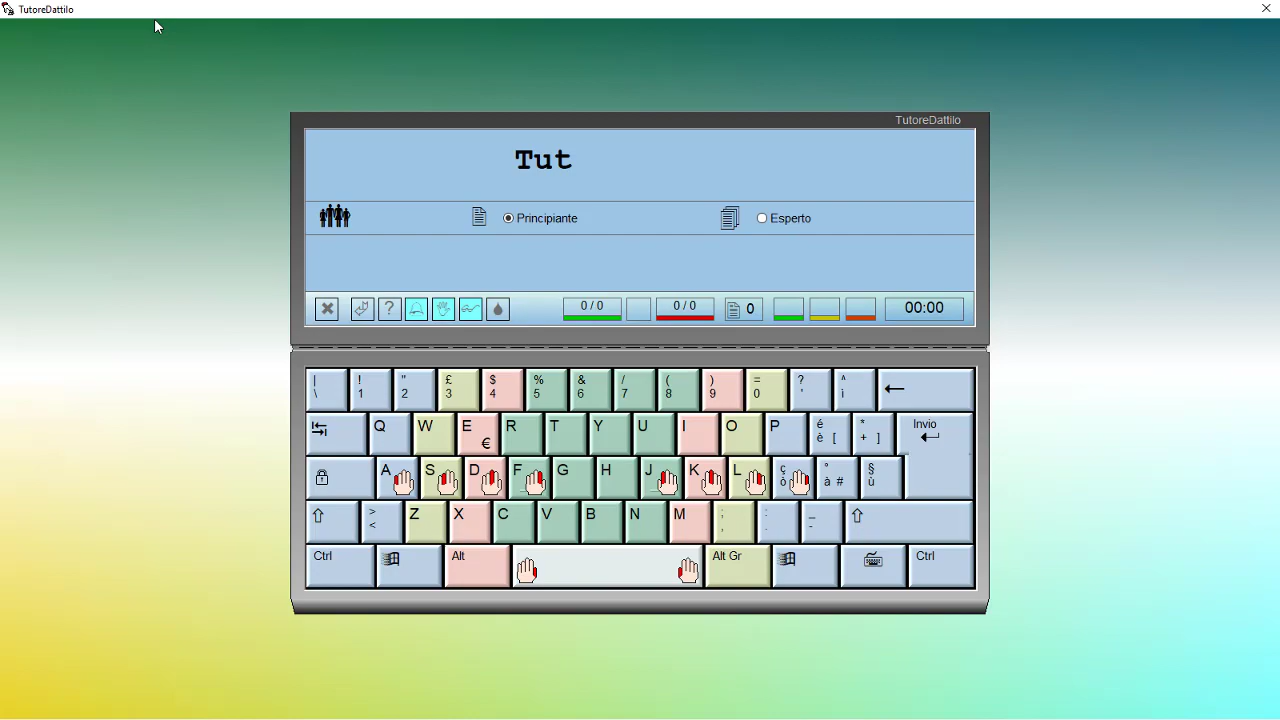 TutoreDattilo
TutoreDattilo
Tut
Principiante Esperto
? 0 / 0 0 / 0 0 00:00
| ! " £ $ % & / ( ) = ? ^
\ 1 2 3 4 5 6 7 8 9 0 ' ì
Q W E € R T Y U I O P é è [ * + ] Invio
A S D F G H J K L ç ò ° à # § ù
> < Z X C V B N M ; , : . _ -
Ctrl Alt Alt Gr Ctrl